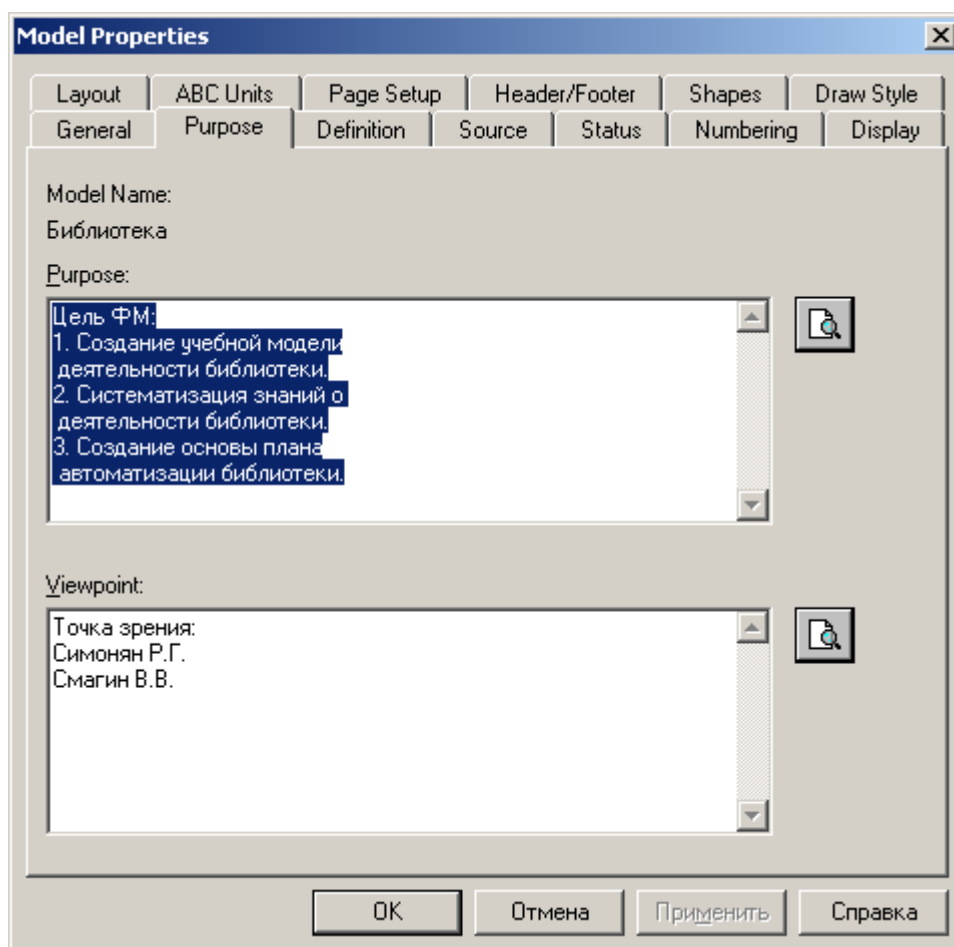 Model Properties
Layout ABC Units Page Setup Header/Footer Shapes Draw Style
General Purpose Definition Source Status Numbering Display
Model Name:
Библиотека
Purpose:
Цель ФМ:
1. Создание учебной модели
деятельности библиотеки.
2. Систематизация знаний о
деятельности библиотеки.
3. Создание основы плана
автоматизации библиотеки.
Viewpoint:
Точка зрения:
Симонян Р.Г.
Смагин В.В.
OK Отмена Применить Справка